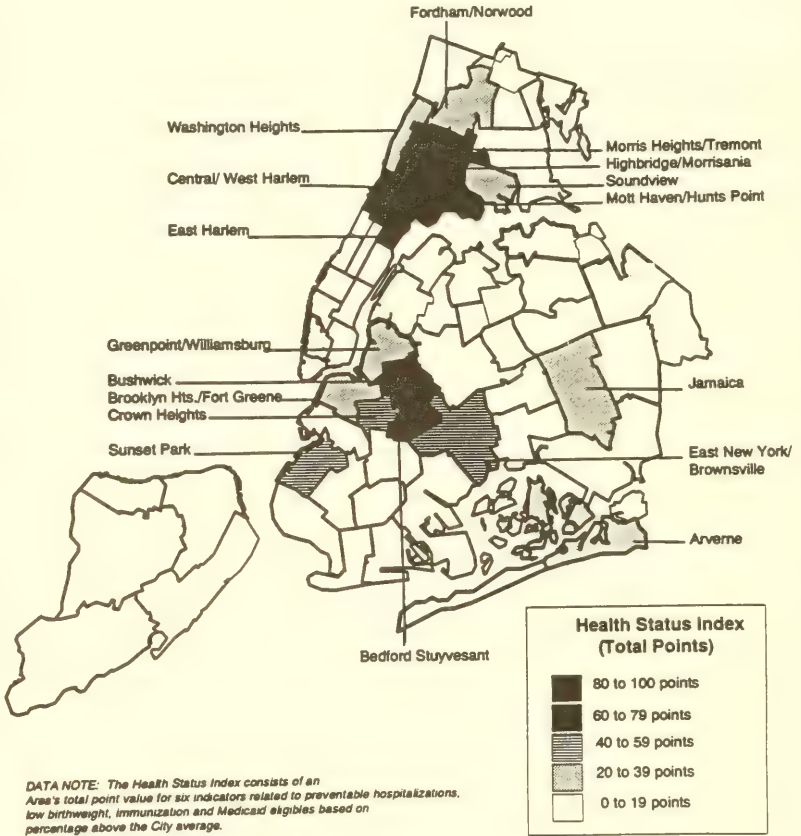 Fordham/Norwood
Washington Heights
Morris Heights/Tremont
Highbridge/Morrisania
Central/ West Harlem
Soundview
Mott Haven/Hunts Point
East Harlem
Greenpoint/Williamsburg
Bushwick
Jamaica
Brooklyn Hts./Fort Greene
Crown Heights
Sunset Park
East New York/
Brownsville
Arverne
Bedford Stuyvesant
Health Status Index
(Total Points)
80 to 100 points
60 to 79 points
40 to 59 points
20 to 39 points
0 to 19 points
DATA NOTE: The Health Status Index consists of an
Area's total point value for six indicators related to preventable hospitalizations,
low birthweight, immunization and Medicaid eligibles based on
percentage above the City average.